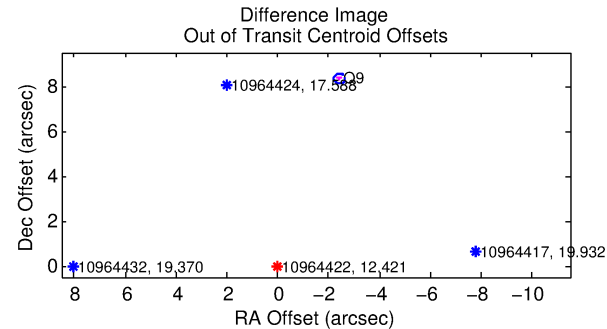 Difference Image
Out of Transit Centroid Offsets
Dec Offset (arcsec)
8
6
4
2
0
10964424, 17.588
Q9
10964432, 19.370
10964422, 12.421
10964417, 19.932
8 6 4 2 0 −2 −4 −6 −8 −10
RA Offset (arcsec)